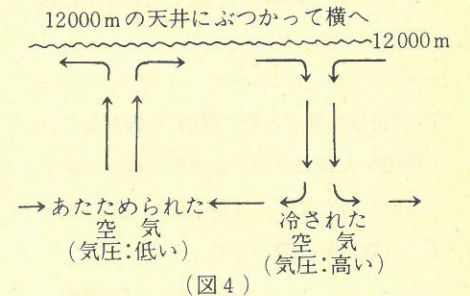 12000mの天井にぶつかって横へ
12000m
あたためられた
空気
(気圧:低い)
冷された
空気
(気圧:高い)
(図4)